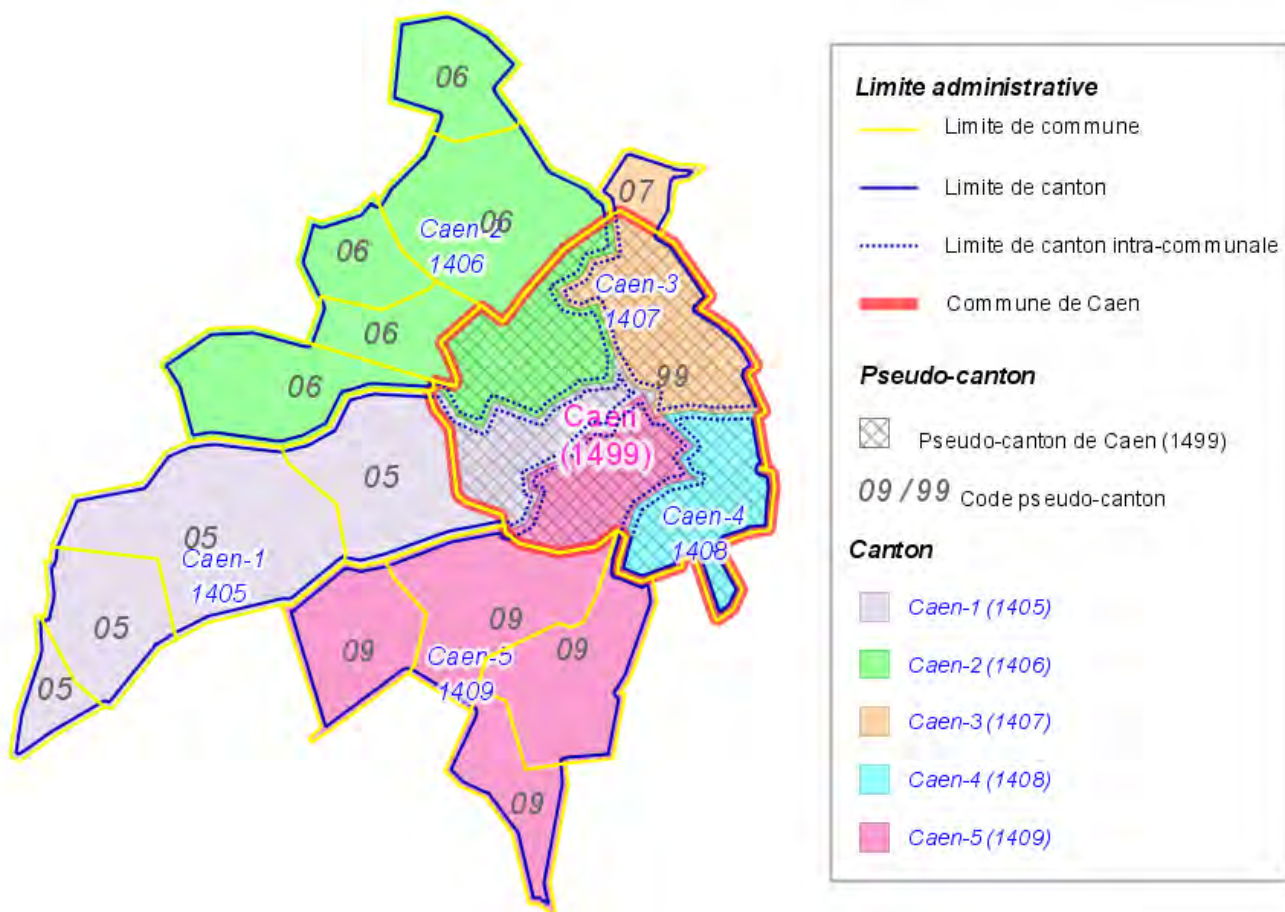 06
07
06
Caen-2
1406
06
Caen-3
1407
06
06
99
Caen
(1499)
05
Caen-4
1408
05
Caen-1
1405
05
05
09
09
09
Caen-5
1409
09
Limite administrative
Limite de commune
Limite de canton
Limite de canton intra-communale
Commune de Caen
Pseudo-canton
Pseudo-canton de Caen (1499)
09 / 99 Code pseudo-canton
Canton
Caen-1 (1405)
Caen-2 (1406)
Caen-3 (1407)
Caen-4 (1408)
Caen-5 (1409)